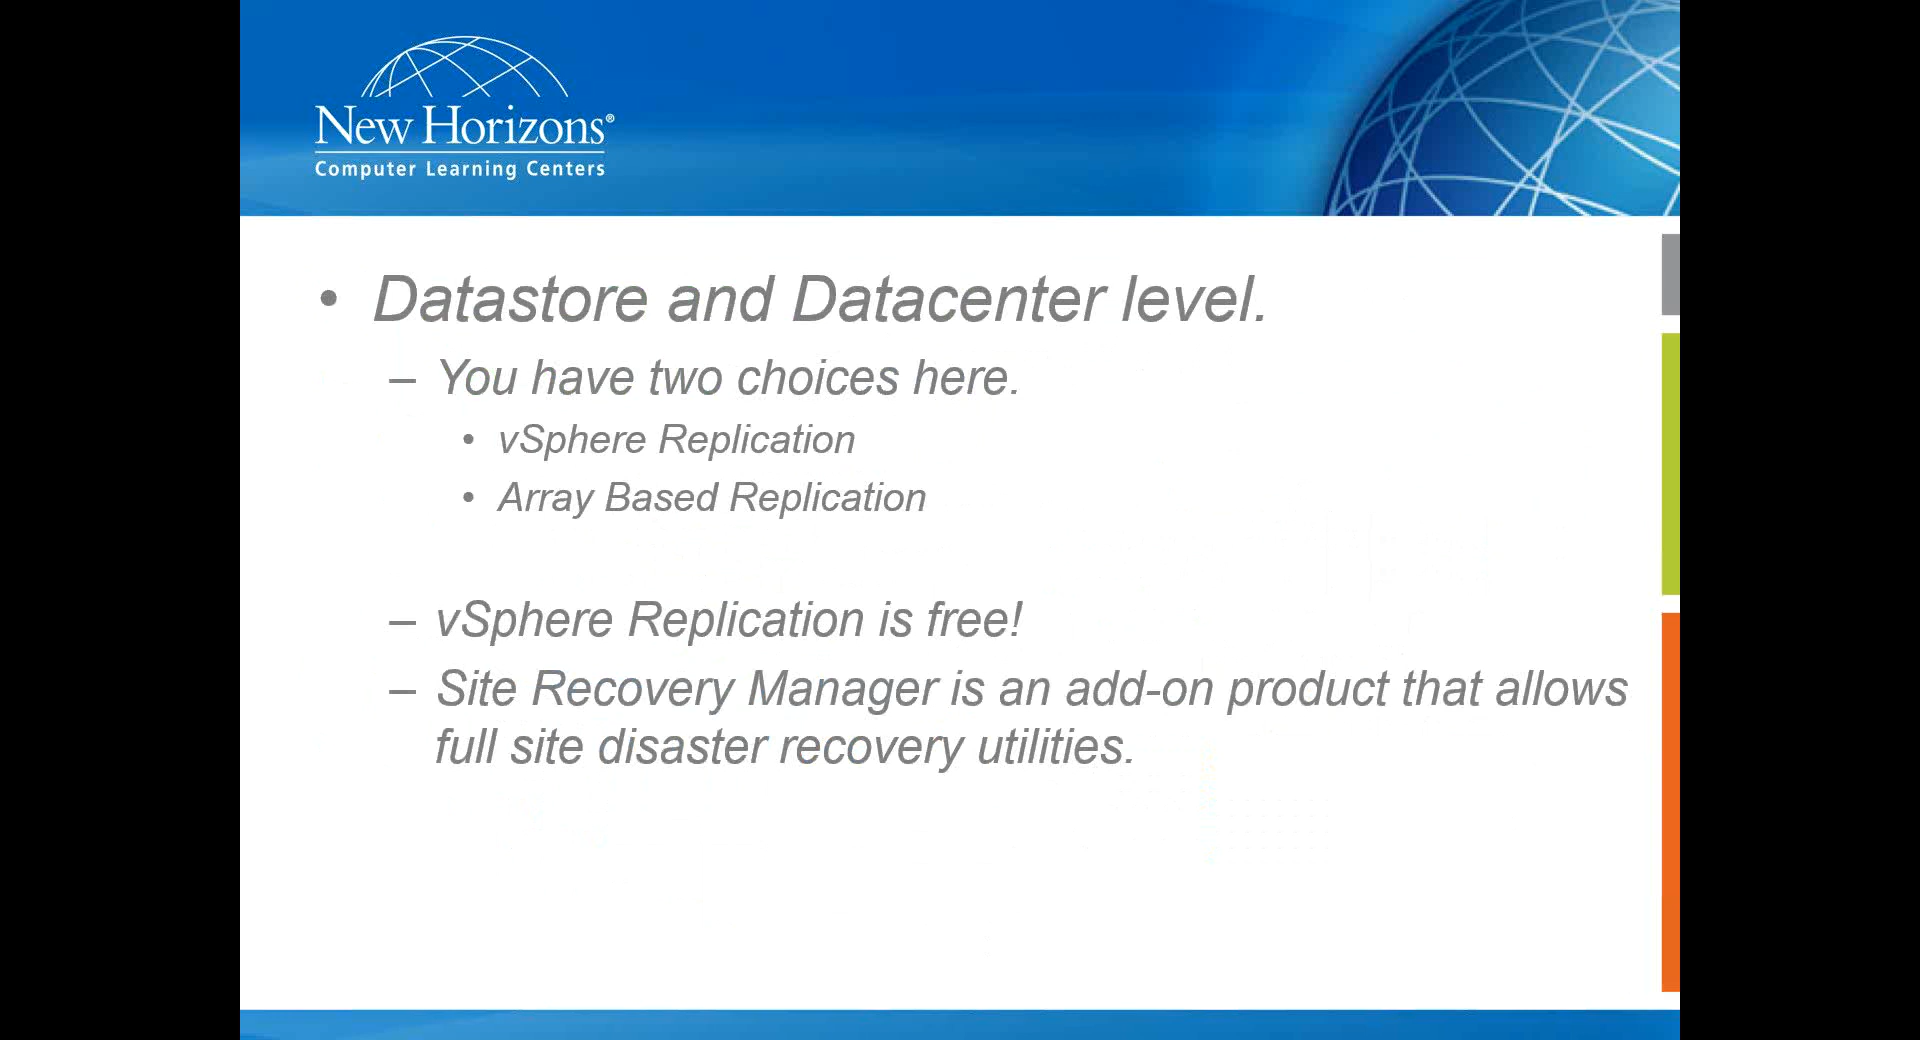 New Horizons®
Computer Learning Centers
• Datastore and Datacenter level.
– You have two choices here.
• vSphere Replication
• Array Based Replication
– vSphere Replication is free!
– Site Recovery Manager is an add-on product that allows
full site disaster recovery utilities.